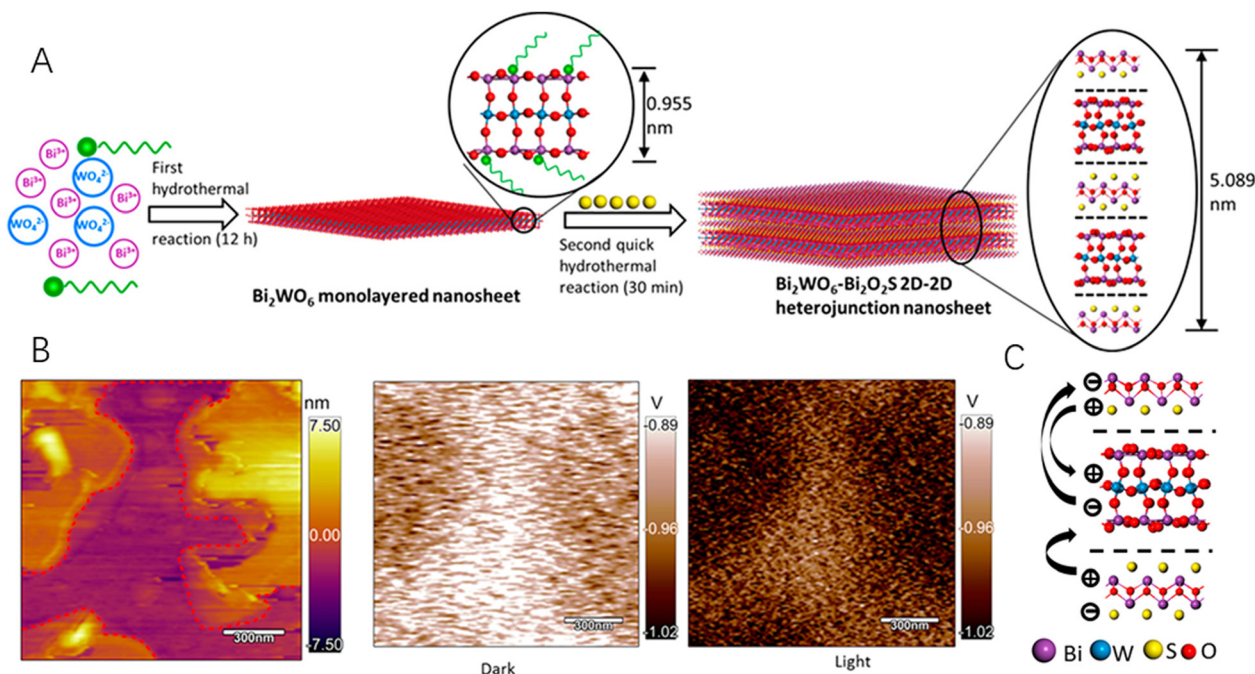 A
Bi³⁺
WO₄²⁻
Bi³⁺
Bi³⁺
Bi³⁺
WO₄²⁻
WO₄²⁻
Bi³⁺
Bi³⁺
First
hydrothermal
reaction (12 h)
0.955
nm
Bi₂WO₆ monolayered nanosheet
Second quick
hydrothermal
reaction (30 min)
Bi₂WO₆-Bi₂O₂S 2D-2D
heterojunction nanosheet
5.089
nm
B
nm
7.50
0.00
-7.50
300nm
V
-0.89
-0.96
-1.02
300nm
Dark
V
-0.89
-0.96
-1.02
300nm
Light
C
Bi W S O